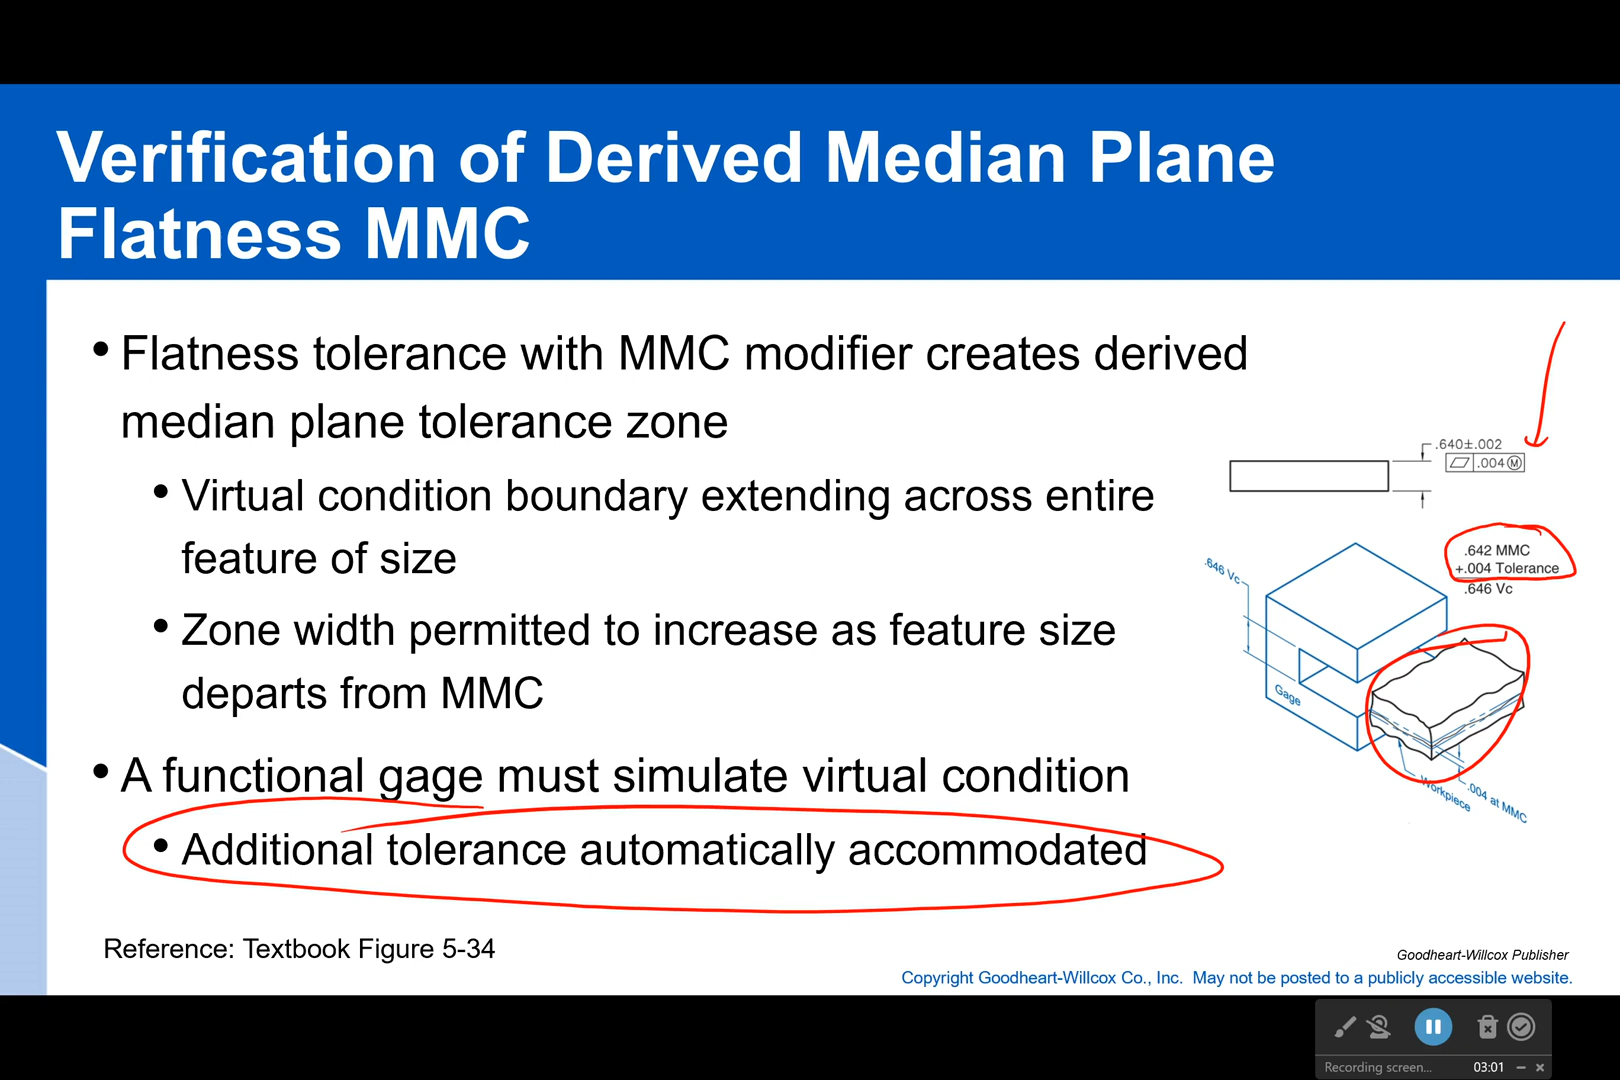 Verification of Derived Median Plane
Flatness MMC
• Flatness tolerance with MMC modifier creates derived
median plane tolerance zone
• Virtual condition boundary extending across entire
feature of size
• Zone width permitted to increase as feature size
departs from MMC
• A functional gage must simulate virtual condition
• Additional tolerance automatically accommodated
Reference: Textbook Figure 5-34
.640±.002
⏥ .004 Ⓜ
.642 MMC
+.004 Tolerance
.646 Vc
.646 Vc
Gage
Workpiece
.004 at MMC
Goodheart-Willcox Publisher
Copyright Goodheart-Willcox Co., Inc.  May not be posted to a publicly accessible website.
Recording screen... 03:01